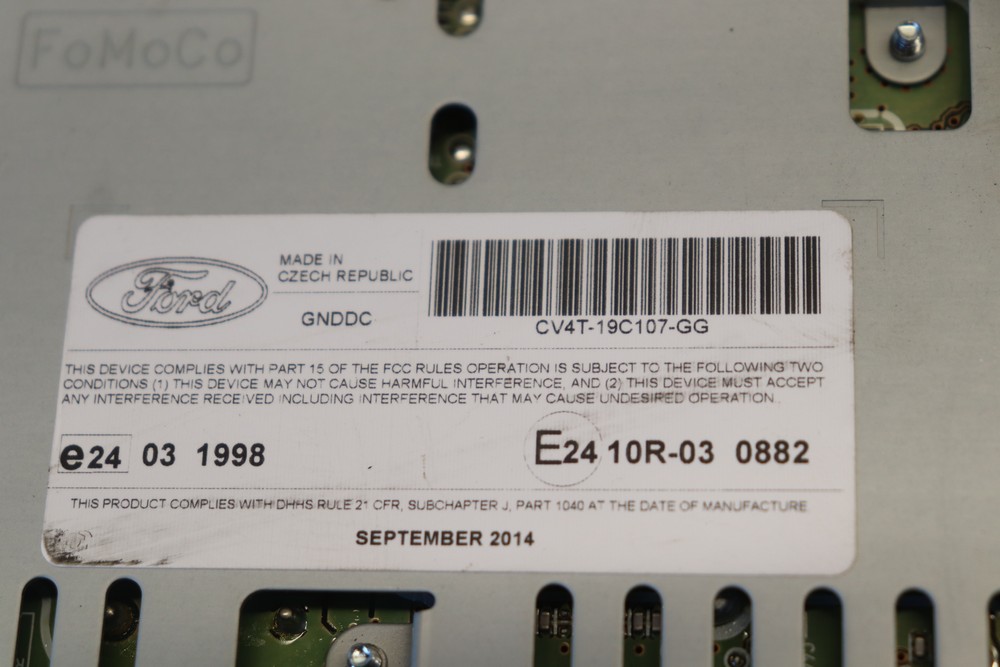 FoMoCo
Ford
MADE IN
CZECH REPUBLIC
GNDDC
CV4T-19C107-GG
THIS DEVICE COMPLIES WITH PART 15 OF THE FCC RULES OPERATION IS SUBJECT TO THE FOLLOWING TWO
CONDITIONS (1) THIS DEVICE MAY NOT CAUSE HARMFUL INTERFERENCE, AND (2) THIS DEVICE MUST ACCEPT
ANY INTERFERENCE RECEIVED INCLUDING INTERFERENCE THAT MAY CAUSE UNDESIRED OPERATION.
e24 03 1998
E24 10R-03 0882
THIS PRODUCT COMPLIES WITH DHHS RULE 21 CFR, SUBCHAPTER J, PART 1040 AT THE DATE OF MANUFACTURE
SEPTEMBER 2014